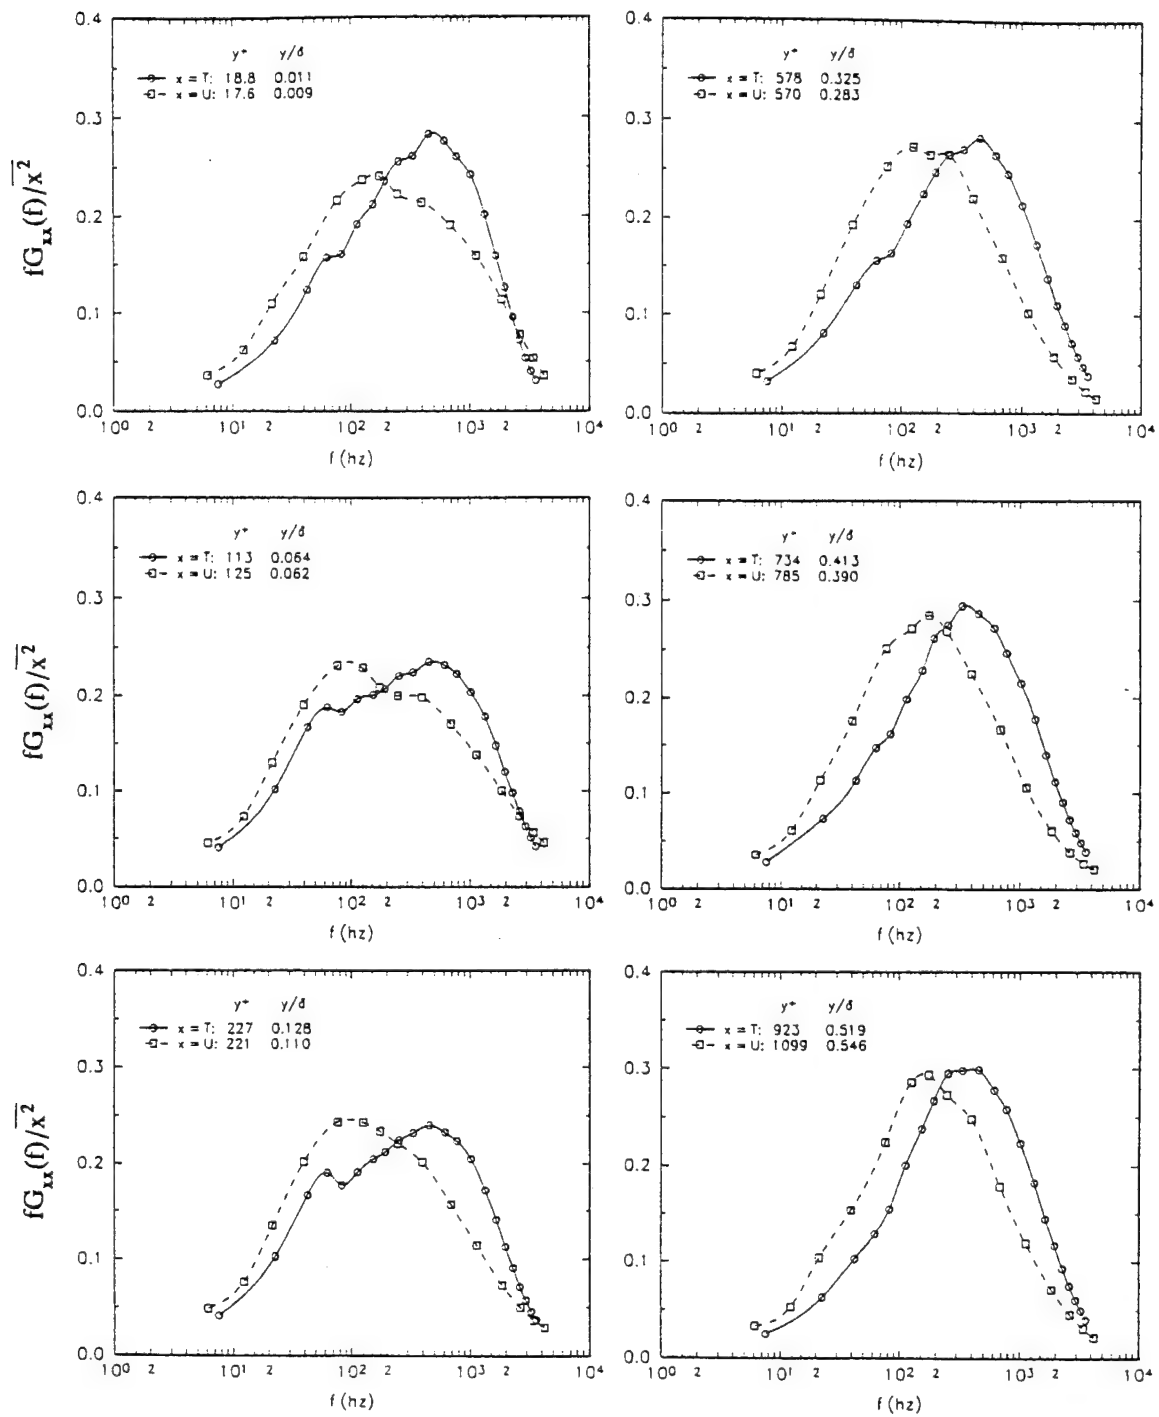 0.4
y+ y/δ
x = T: 18.8 0.011
x = U: 17.6 0.009
0.3
0.2
0.1
0.0
10⁰ 2 10¹ 2 10² 2 10³ 2 10⁴
f (hz)
fG_xx(f)/x̄²
0.4
y+ y/δ
x = T: 578 0.325
x = U: 570 0.283
0.3
0.2
0.1
0.0
10⁰ 2 10¹ 2 10² 2 10³ 2 10⁴
f (hz)
0.4
y+ y/δ
x = T: 113 0.064
x = U: 125 0.062
0.3
0.2
0.1
0.0
10⁰ 2 10¹ 2 10² 2 10³ 2 10⁴
f (hz)
fG_xx(f)/x̄²
0.4
y+ y/δ
x = T: 734 0.413
x = U: 785 0.390
0.3
0.2
0.1
0.0
10⁰ 2 10¹ 2 10² 2 10³ 2 10⁴
f (hz)
0.4
y+ y/δ
x = T: 227 0.128
x = U: 221 0.110
0.3
0.2
0.1
0.0
10⁰ 2 10¹ 2 10² 2 10³ 2 10⁴
f (hz)
fG_xx(f)/x̄²
0.4
y+ y/δ
x = T: 923 0.519
x = U: 1099 0.546
0.3
0.2
0.1
0.0
10⁰ 2 10¹ 2 10² 2 10³ 2 10⁴
f (hz)